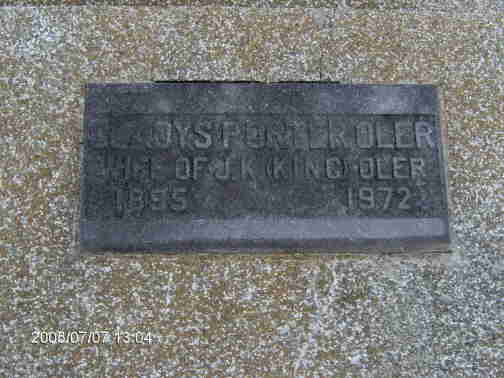 GLADYS PORTER OLER
WIFE OF J.K. (KING) OLER
1895 1972
2008/07/07 13:04